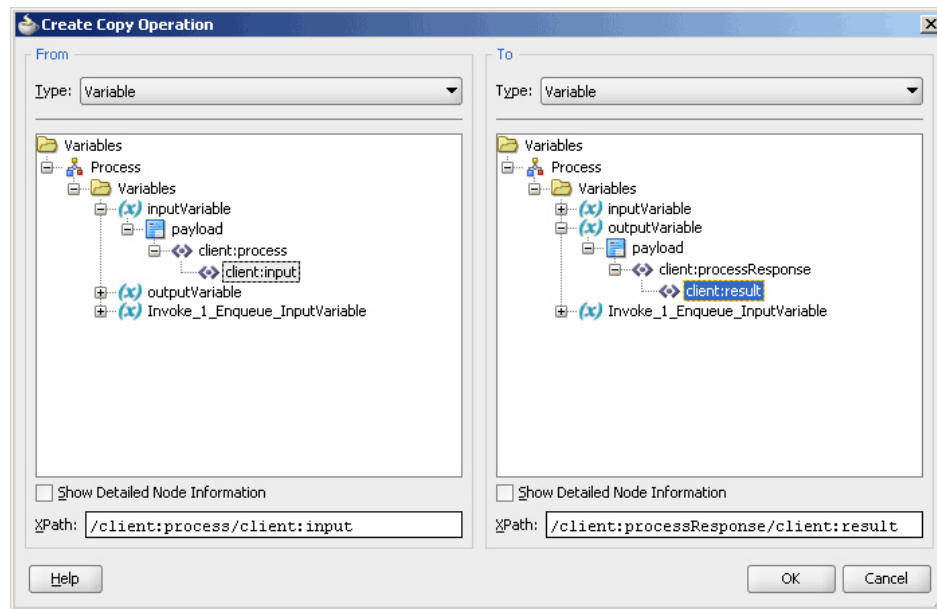 Create Copy Operation
From
Type: Variable
Variables
Process
Variables
(x) inputVariable
payload
client:process
client:input
(x) outputVariable
(x) Invoke_1_Enqueue_InputVariable
Show Detailed Node Information
XPath: /client:process/client:input
To
Type: Variable
Variables
Process
Variables
(x) inputVariable
(x) outputVariable
payload
client:processResponse
client:result
(x) Invoke_1_Enqueue_InputVariable
Show Detailed Node Information
XPath: /client:processResponse/client:result
Help
OK
Cancel